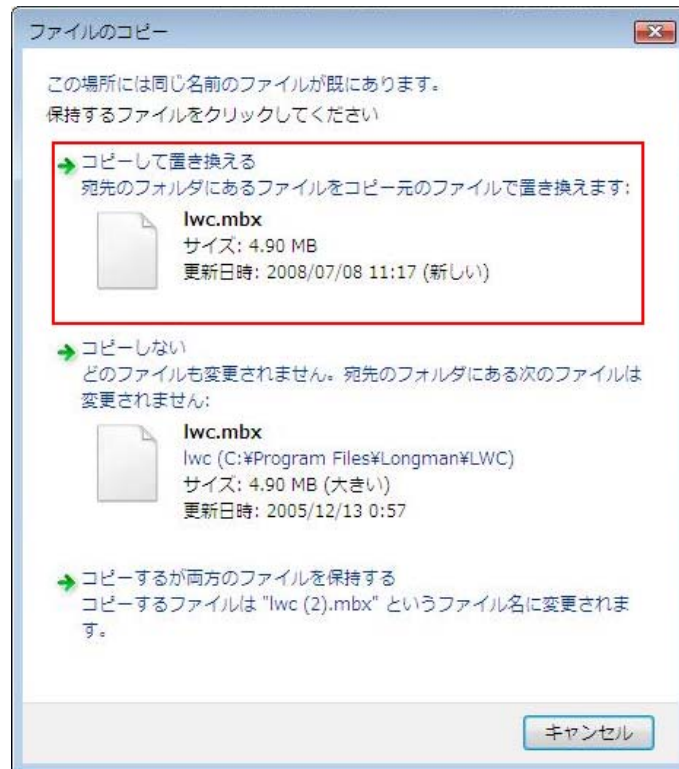 ファイルのコピー
この場所には同じ名前のファイルが既にあります。
保持するファイルをクリックしてください
コピーして置き換える
宛先のフォルダにあるファイルをコピー元のファイルで置き換えます:
lwc.mbx
サイズ: 4.90 MB
更新日時: 2008/07/08 11:17 (新しい)
コピーしない
どのファイルも変更されません。宛先のフォルダにある次のファイルは
変更されません:
lwc.mbx
lwc (C:¥Program Files¥Longman¥LWC)
サイズ: 4.90 MB (大きい)
更新日時: 2005/12/13 0:57
コピーするが両方のファイルを保持する
コピーするファイルは "lwc (2).mbx" というファイル名に変更されま
す。
キャンセル